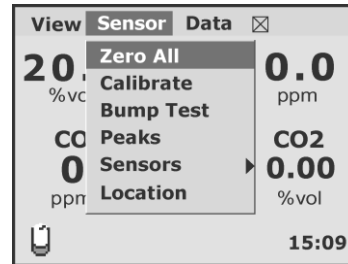 View Sensor Data
Zero All
20. 0.0
Calibrate
%vo ppm
Bump Test
CO Peaks CO2
0 Sensors 0.00
ppm Location %vol
15:09